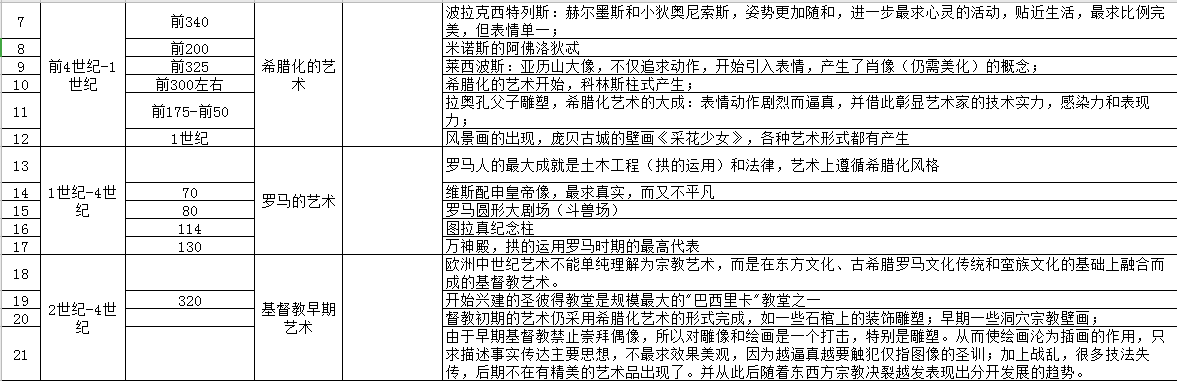 7 前340 波拉克西特列斯：赫尔墨斯和小狄奥尼索斯，姿势更加随和，进一步最求心灵的活动，贴近生活，最求比例完
美，但表情单一；
8 前200 米诺斯的阿佛洛狄忒
9 前4世纪-1 前325 希腊化的艺 莱西波斯：亚历山大像，不仅追求动作，开始引入表情，产生了肖像（仍需美化）的概念；
10 世纪 前300左右 术 希腊化的艺术开始，科林斯柱式产生；
11 前175-前50 拉奥孔父子雕塑，希腊化艺术的大成：表情动作剧烈而逼真，并借此彰显艺术家的技术实力，感染力和表现
力；
12 1世纪 风景画的出现，庞贝古城的壁画《采花少女》，各种艺术形式都有产生
13 罗马人的最大成就是土木工程（拱的运用）和法律，艺术上遵循希腊化风格
14 1世纪-4世 70 罗马的艺术 维斯配申皇帝像，最求真实，而又不平凡
15 纪 80 罗马圆形大剧场（斗兽场）
16 114 图拉真纪念柱
17 130 万神殿，拱的运用罗马时期的最高代表
18 欧洲中世纪艺术不能单纯理解为宗教艺术，而是在东方文化、古希腊罗马文化传统和蛮族文化的基础上融合而
成的基督教艺术。
19 2世纪-4世 320 基督教早期 开始兴建的圣彼得教堂是规模最大的"巴西里卡"教堂之一
20 纪 艺术 督教初期的艺术仍采用希腊化艺术的形式完成，如一些石棺上的装饰雕塑；早期一些洞穴宗教壁画；
21 由于早期基督教禁止崇拜偶像，所以对雕像和绘画是一个打击，特别是雕塑。从而使绘画沦为插画的作用，只
求描述事实传达主要思想，不最求效果美观，因为越逼真越要触犯仅指图像的圣训；加上战乱，很多技法失
传，后期不在有精美的艺术品出现了。并从此后随着东西方宗教决裂越发表现出分开发展的趋势。